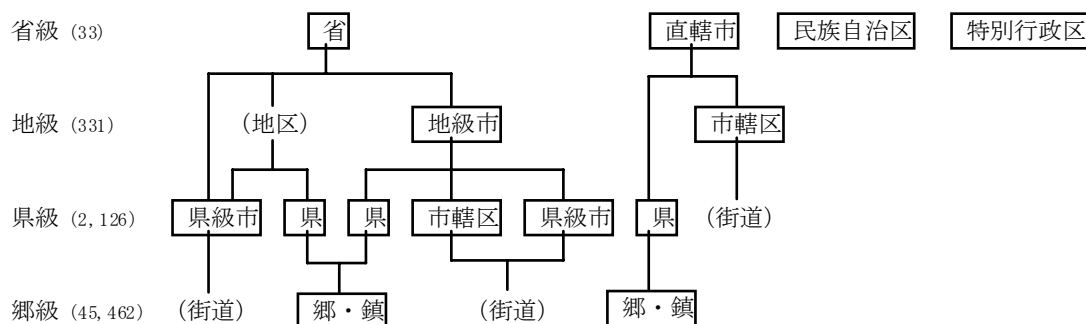 省級 (33) 省 直轄市 民族自治区 特別行政区
地級 (331) (地区) 地級市 市轄区
県級 (2,126) 県級市 県 県 市轄区 県級市 県 (街道)
郷級 (45,462) (街道) 郷・鎮 (街道) 郷・鎮